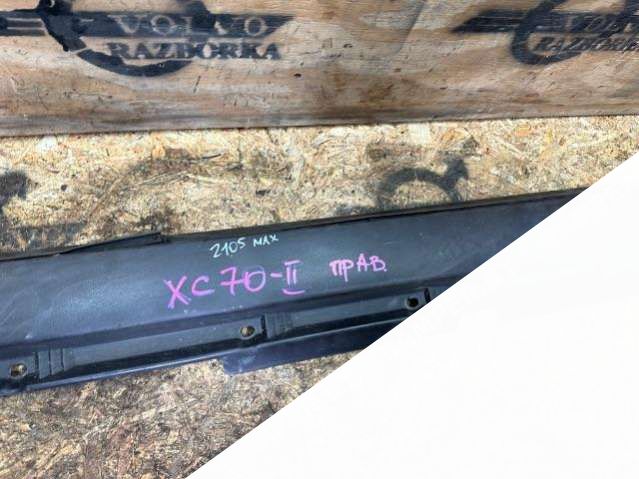 VOLVO
RAZBORKA
VOLVO
RAZBORKA
2105 MAX
XC70-II ПРАВ.